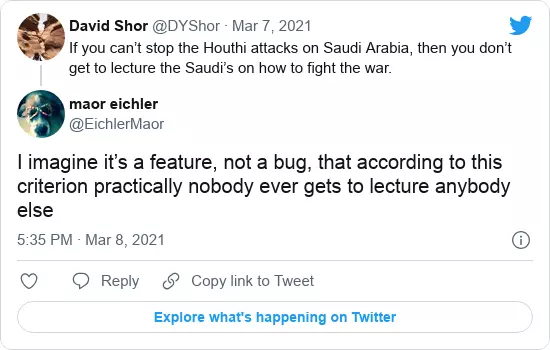 David Shor @DYShor · Mar 7, 2021
If you can’t stop the Houthi attacks on Saudi Arabia, then you don’t
get to lecture the Saudi’s on how to fight the war.
maor eichler
@EichlerMaor
I imagine it’s a feature, not a bug, that according to this
criterion practically nobody ever gets to lecture anybody
else
5:35 PM · Mar 8, 2021
Reply Copy link to Tweet
Explore what's happening on Twitter